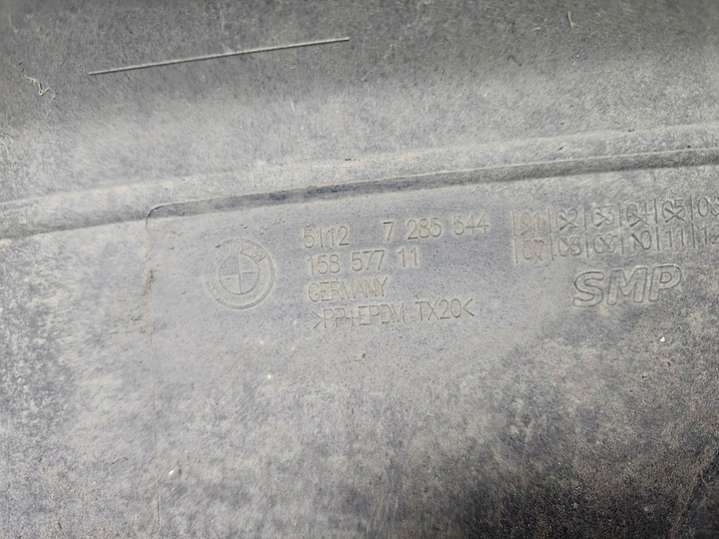 5112 7 285 544
158 577 11
GERMANY
>PP+EPDM-TX20<
SMP